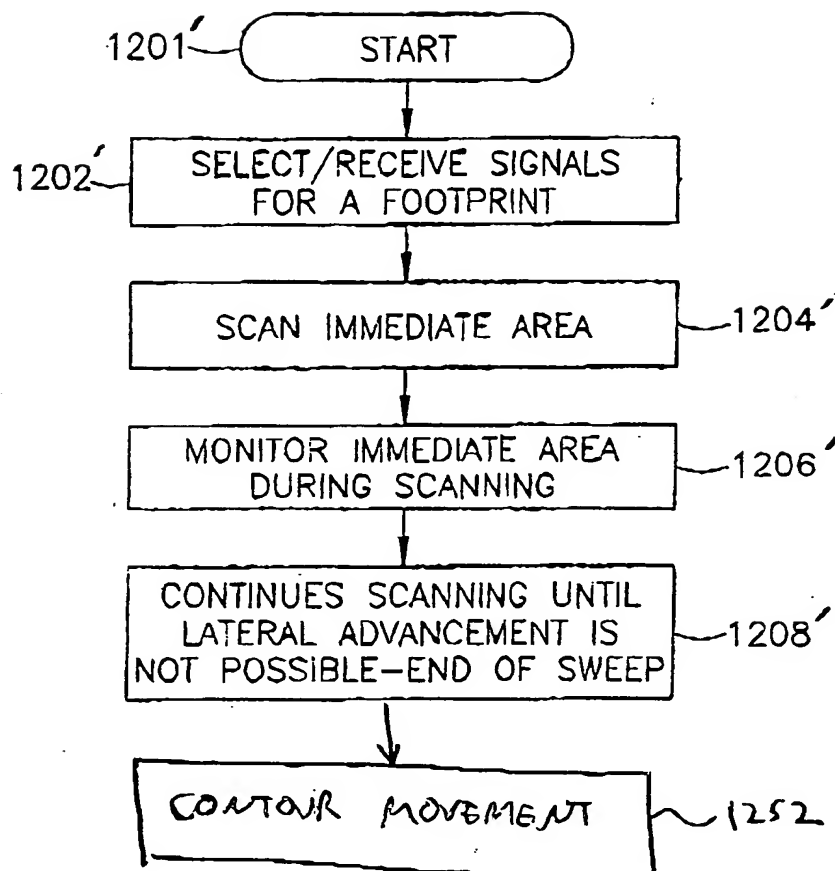 1201' START
1202' SELECT/RECEIVE SIGNALS
FOR A FOOTPRINT
SCAN IMMEDIATE AREA 1204'
MONITOR IMMEDIATE AREA
DURING SCANNING 1206'
CONTINUES SCANNING UNTIL
LATERAL ADVANCEMENT IS
NOT POSSIBLE-END OF SWEEP 1208'
CONTOUR MOVEMENT 1252